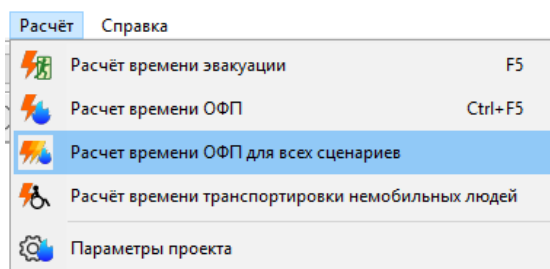 Расчёт Справка
Расчёт времени эвакуации F5
Расчет времени ОФП Ctrl+F5
Расчет времени ОФП для всех сценариев
Расчёт времени транспортировки немобильных людей
Параметры проекта